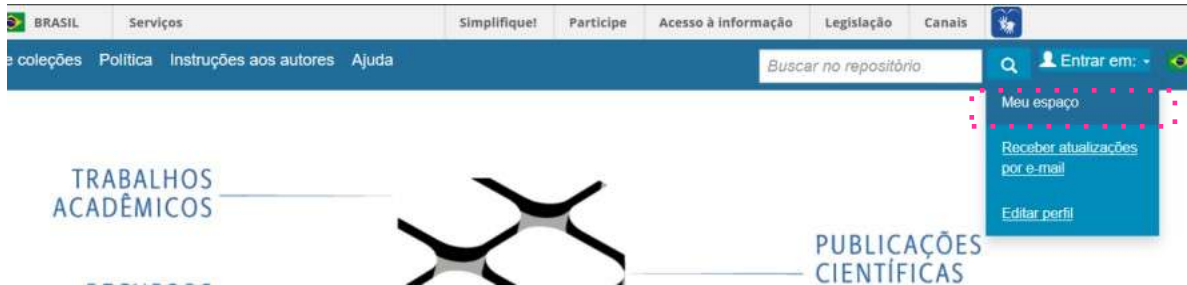 BRASIL Serviços Simplifique! Participe Acesso à informação Legislação Canais
e coleções Política Instruções aos autores Ajuda Buscar no repositório Entrar em:
Meu espaço
Receber atualizações
por e-mail
Editar perfil
TRABALHOS
ACADÊMICOS
PUBLICAÇÕES
CIENTÍFICAS